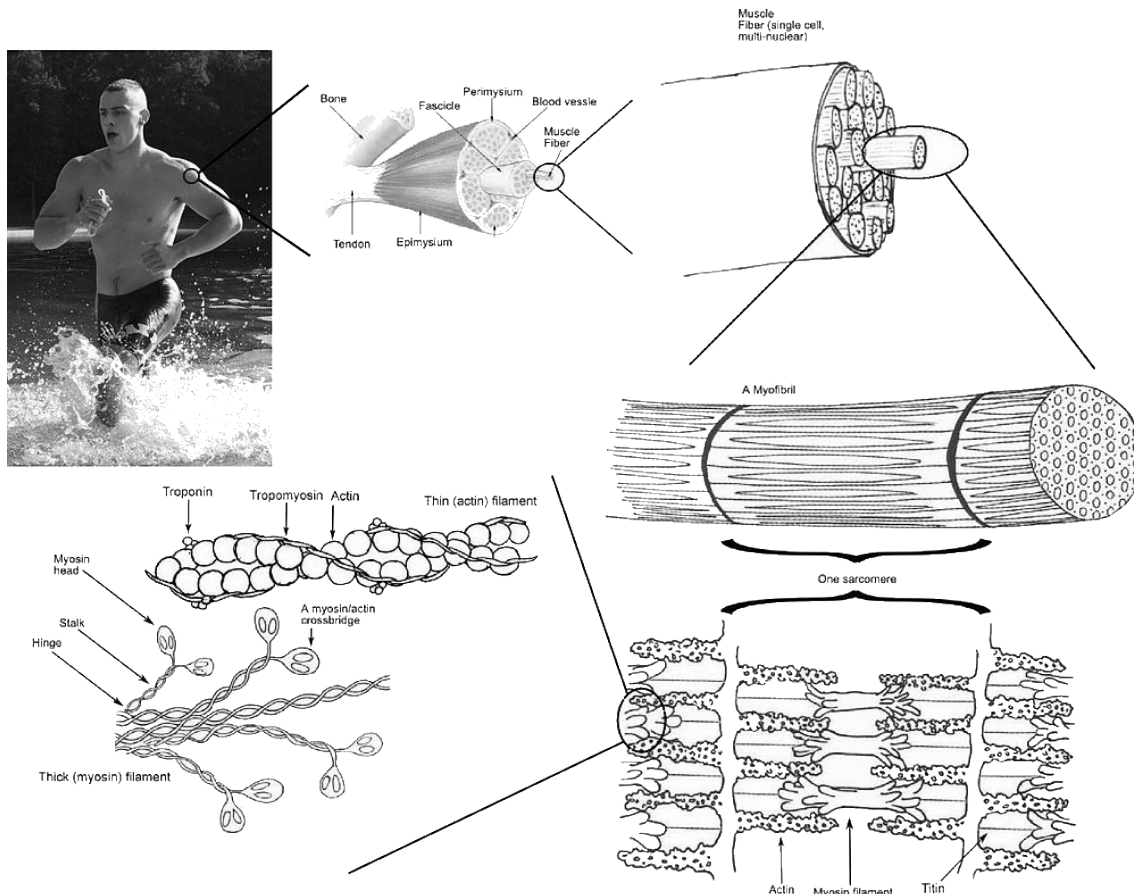 Muscle
Fiber (single cell,
multi-nuclear)
Perimysium
Bone
Fascicle
Blood vessle
Muscle
Fiber
Tendon
Epimysium
A Myofibril
Troponin
Tropomyosin
Actin
Thin (actin) filament
Myosin
head
One sarcomere
A myosin/actin
crossbridge
Stalk
Hinge
Thick (myosin) filament
Actin
Myosin filament
Titin